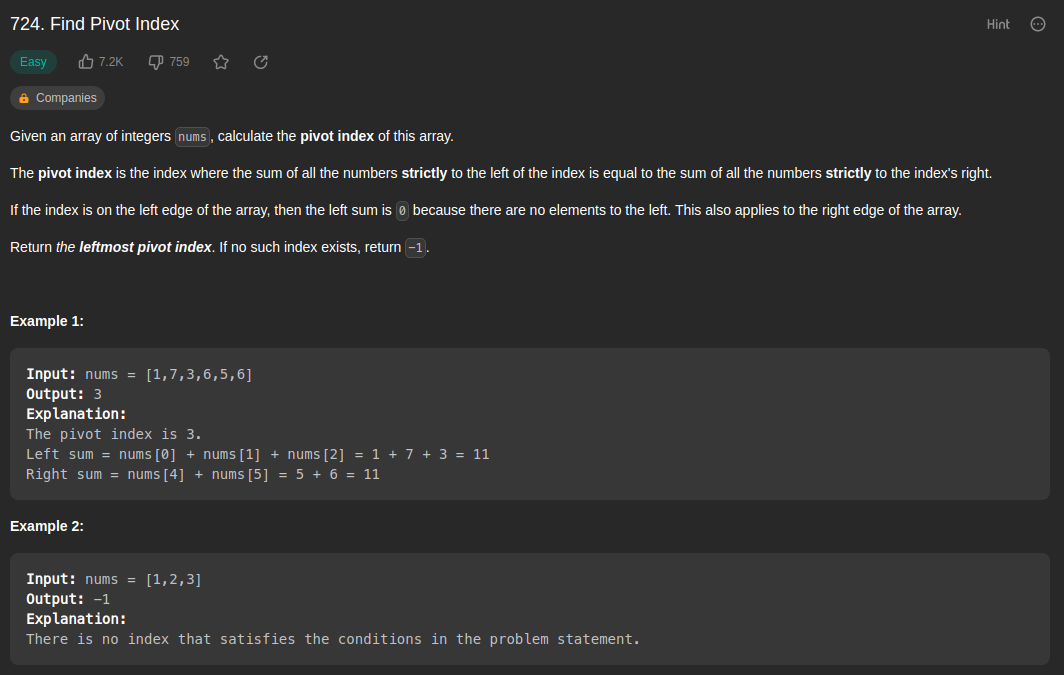 724. Find Pivot Index
Hint
Easy
7.2K
759
Companies
Given an array of integers nums, calculate the pivot index of this array.
The pivot index is the index where the sum of all the numbers strictly to the left of the index is equal to the sum of all the numbers strictly to the index's right.
If the index is on the left edge of the array, then the left sum is 0 because there are no elements to the left. This also applies to the right edge of the array.
Return the leftmost pivot index. If no such index exists, return -1.
Example 1:
Input: nums = [1,7,3,6,5,6]
Output: 3
Explanation:
The pivot index is 3.
Left sum = nums[0] + nums[1] + nums[2] = 1 + 7 + 3 = 11
Right sum = nums[4] + nums[5] = 5 + 6 = 11
Example 2:
Input: nums = [1,2,3]
Output: -1
Explanation:
There is no index that satisfies the conditions in the problem statement.